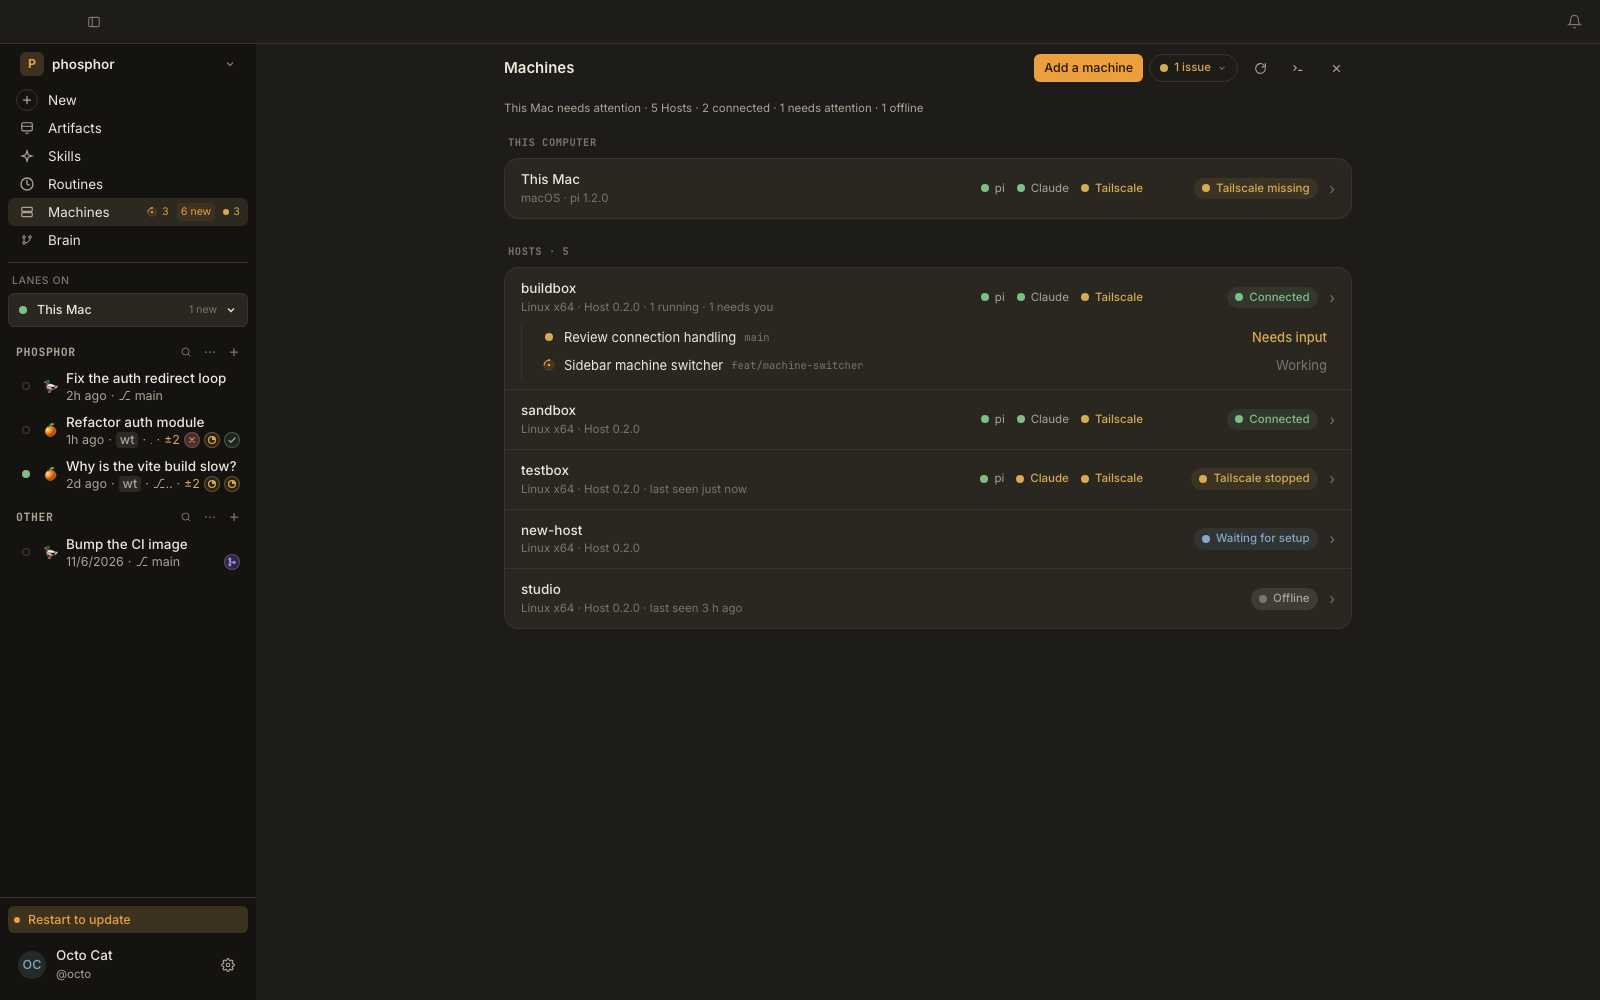 P phosphor
New
Artifacts
Skills
Routines
Machines 3 6 new 3
Brain
LANES ON
This Mac 1 new
PHOSPHOR
Fix the auth redirect loop
2h ago · ⌥ main
Refactor auth module
1h ago · wt · . · ±2
Why is the vite build slow?
2d ago · wt · ⌥.. · ±2
OTHER
Bump the CI image
11/6/2026 · ⌥ main
Restart to update
OC Octo Cat
@octo
Machines
Add a machine
1 issue
This Mac needs attention · 5 Hosts · 2 connected · 1 needs attention · 1 offline
THIS COMPUTER
This Mac
macOS · pi 1.2.0
pi Claude Tailscale Tailscale missing
HOSTS · 5
buildbox
Linux x64 · Host 0.2.0 · 1 running · 1 needs you
pi Claude Tailscale Connected
Review connection handling main Needs input
Sidebar machine switcher feat/machine-switcher Working
sandbox
Linux x64 · Host 0.2.0
pi Claude Tailscale Connected
testbox
Linux x64 · Host 0.2.0 · last seen just now
pi Claude Tailscale Tailscale stopped
new-host
Linux x64 · Host 0.2.0
Waiting for setup
studio
Linux x64 · Host 0.2.0 · last seen 3 h ago
Offline